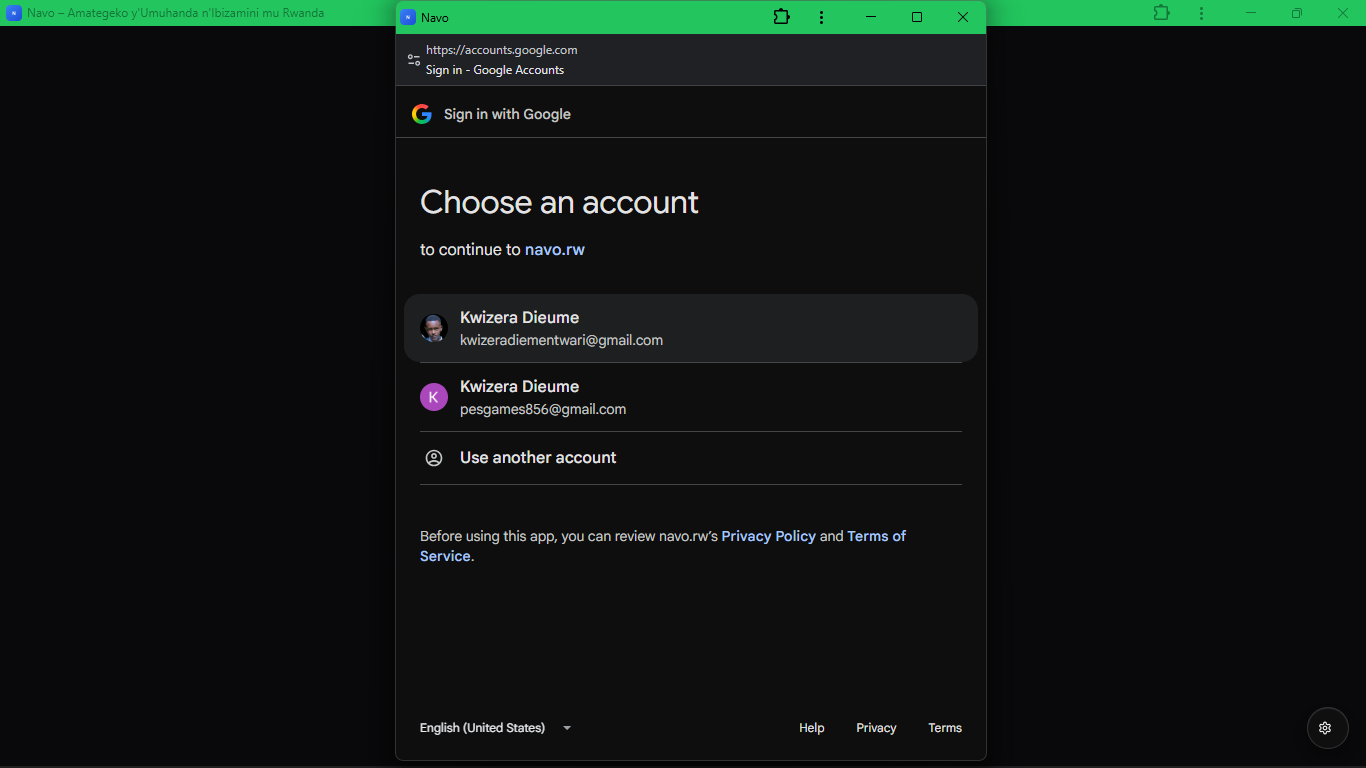 Navo – Amategeko y'Umuhanda n'Ibizamini mu Rwanda
Navo
https://accounts.google.com
Sign in - Google Accounts
Sign in with Google
Choose an account
to continue to navo.rw
Kwizera Dieume
kwizeradiementwari@gmail.com
K
Kwizera Dieume
pesgames856@gmail.com
Use another account
Before using this app, you can review navo.rw’s Privacy Policy and Terms of
Service.
English (United States)
Help Privacy Terms